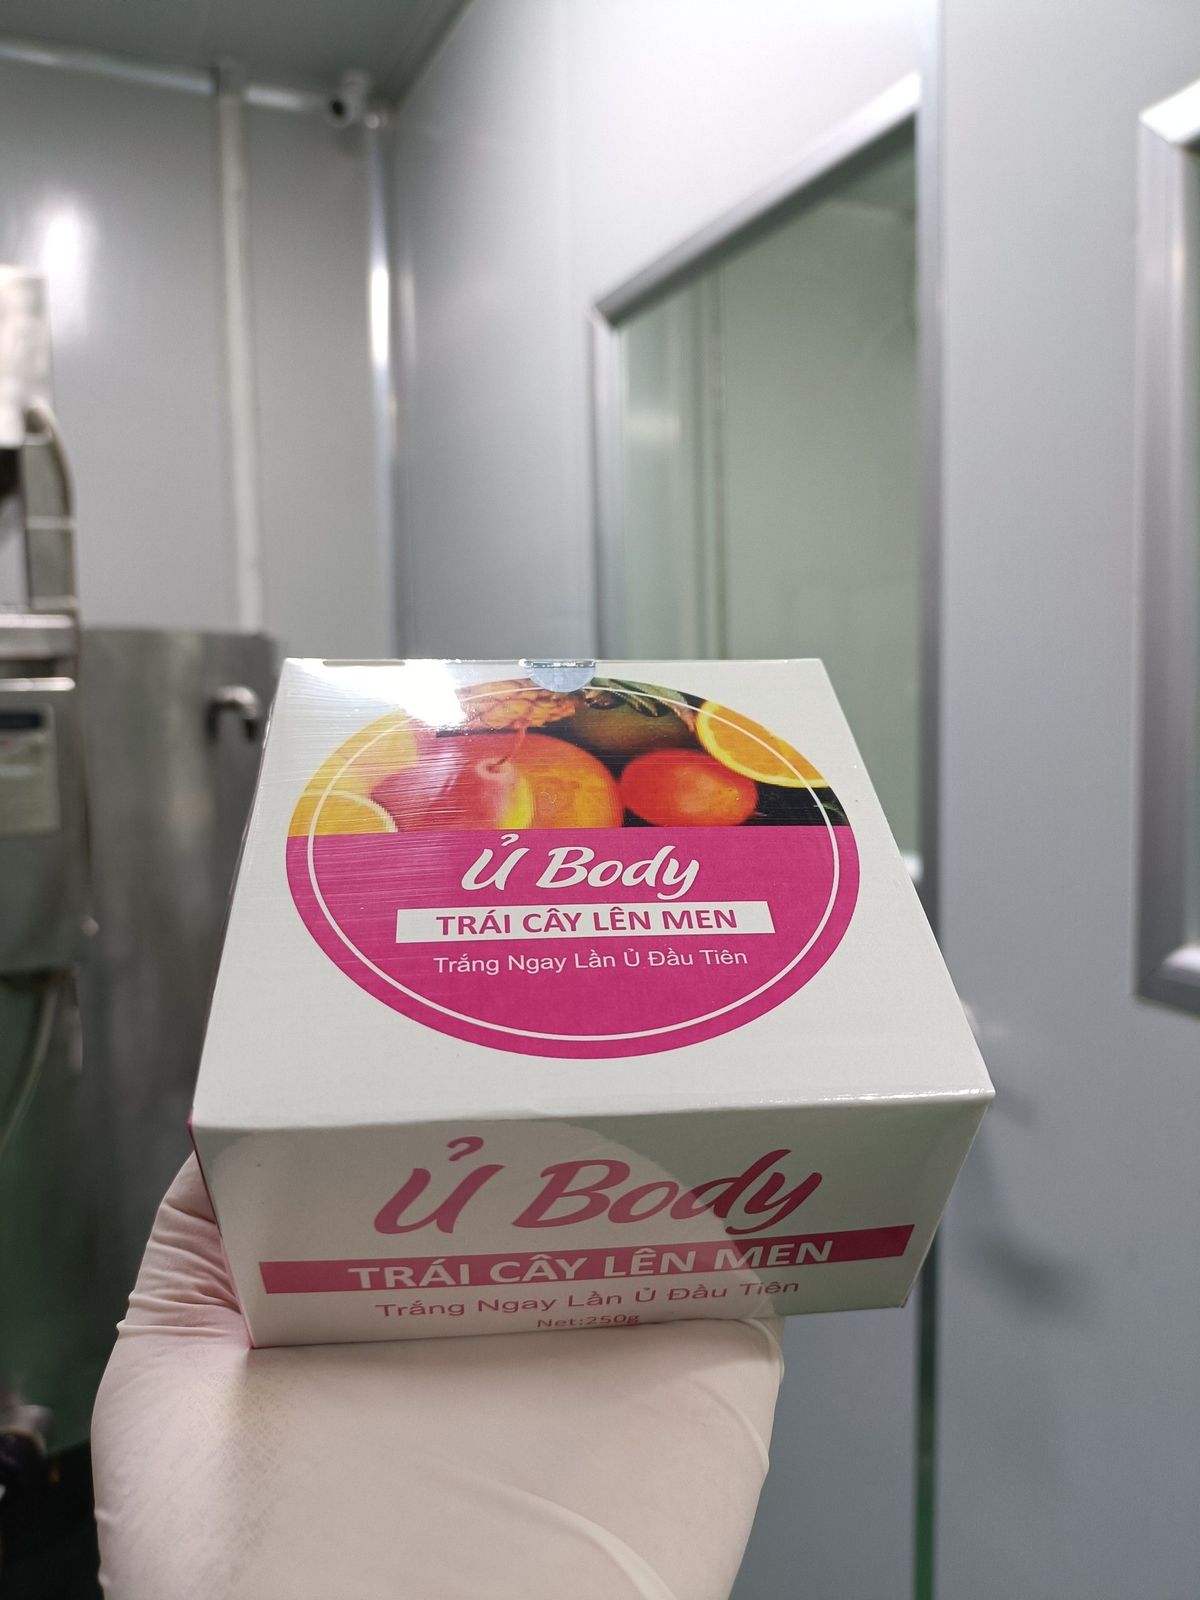 Ủ Body
TRÁI CÂY LÊN MEN
Trắng Ngay Lần Ủ Đầu Tiên
Ủ Body
TRÁI CÂY LÊN MEN
Trắng Ngay Lần Ủ Đầu Tiên
Net:250g